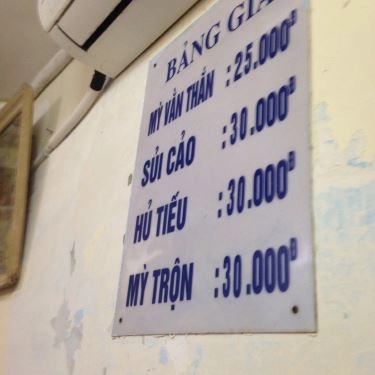 BẢNG GIÁ
MỲ VẰN THẮN : 25.000đ
SỦI CẢO : 30.000đ
HỦ TIẾU : 30.000đ
MỲ TRỘN : 30.000đ